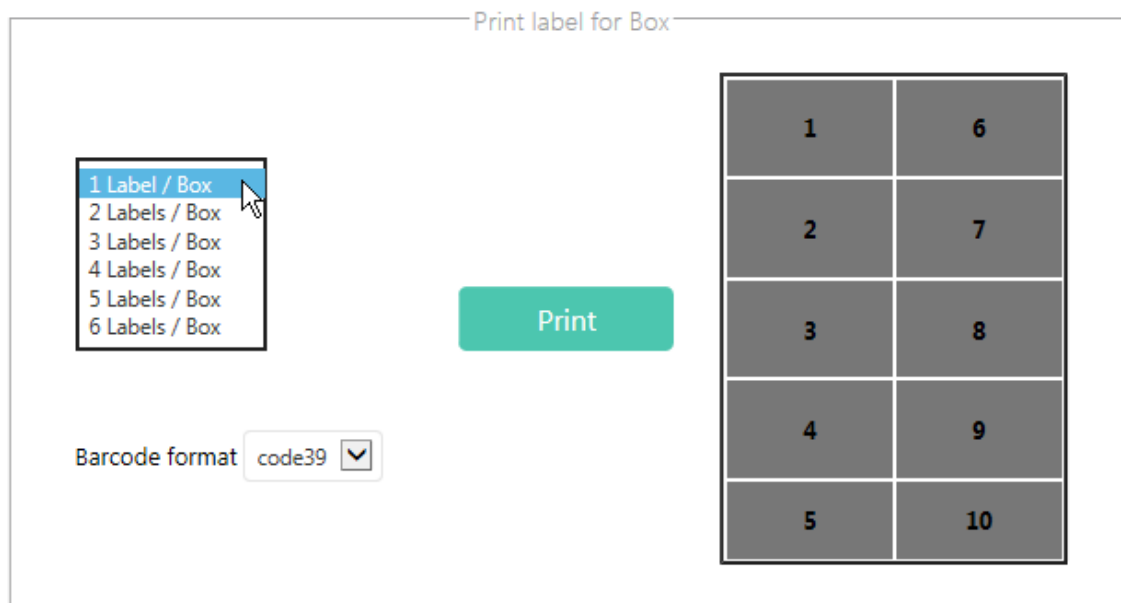 Print label for Box
1 Label / Box
2 Labels / Box
3 Labels / Box
4 Labels / Box
5 Labels / Box
6 Labels / Box
Barcode format code39
Print
1 6
2 7
3 8
4 9
5 10